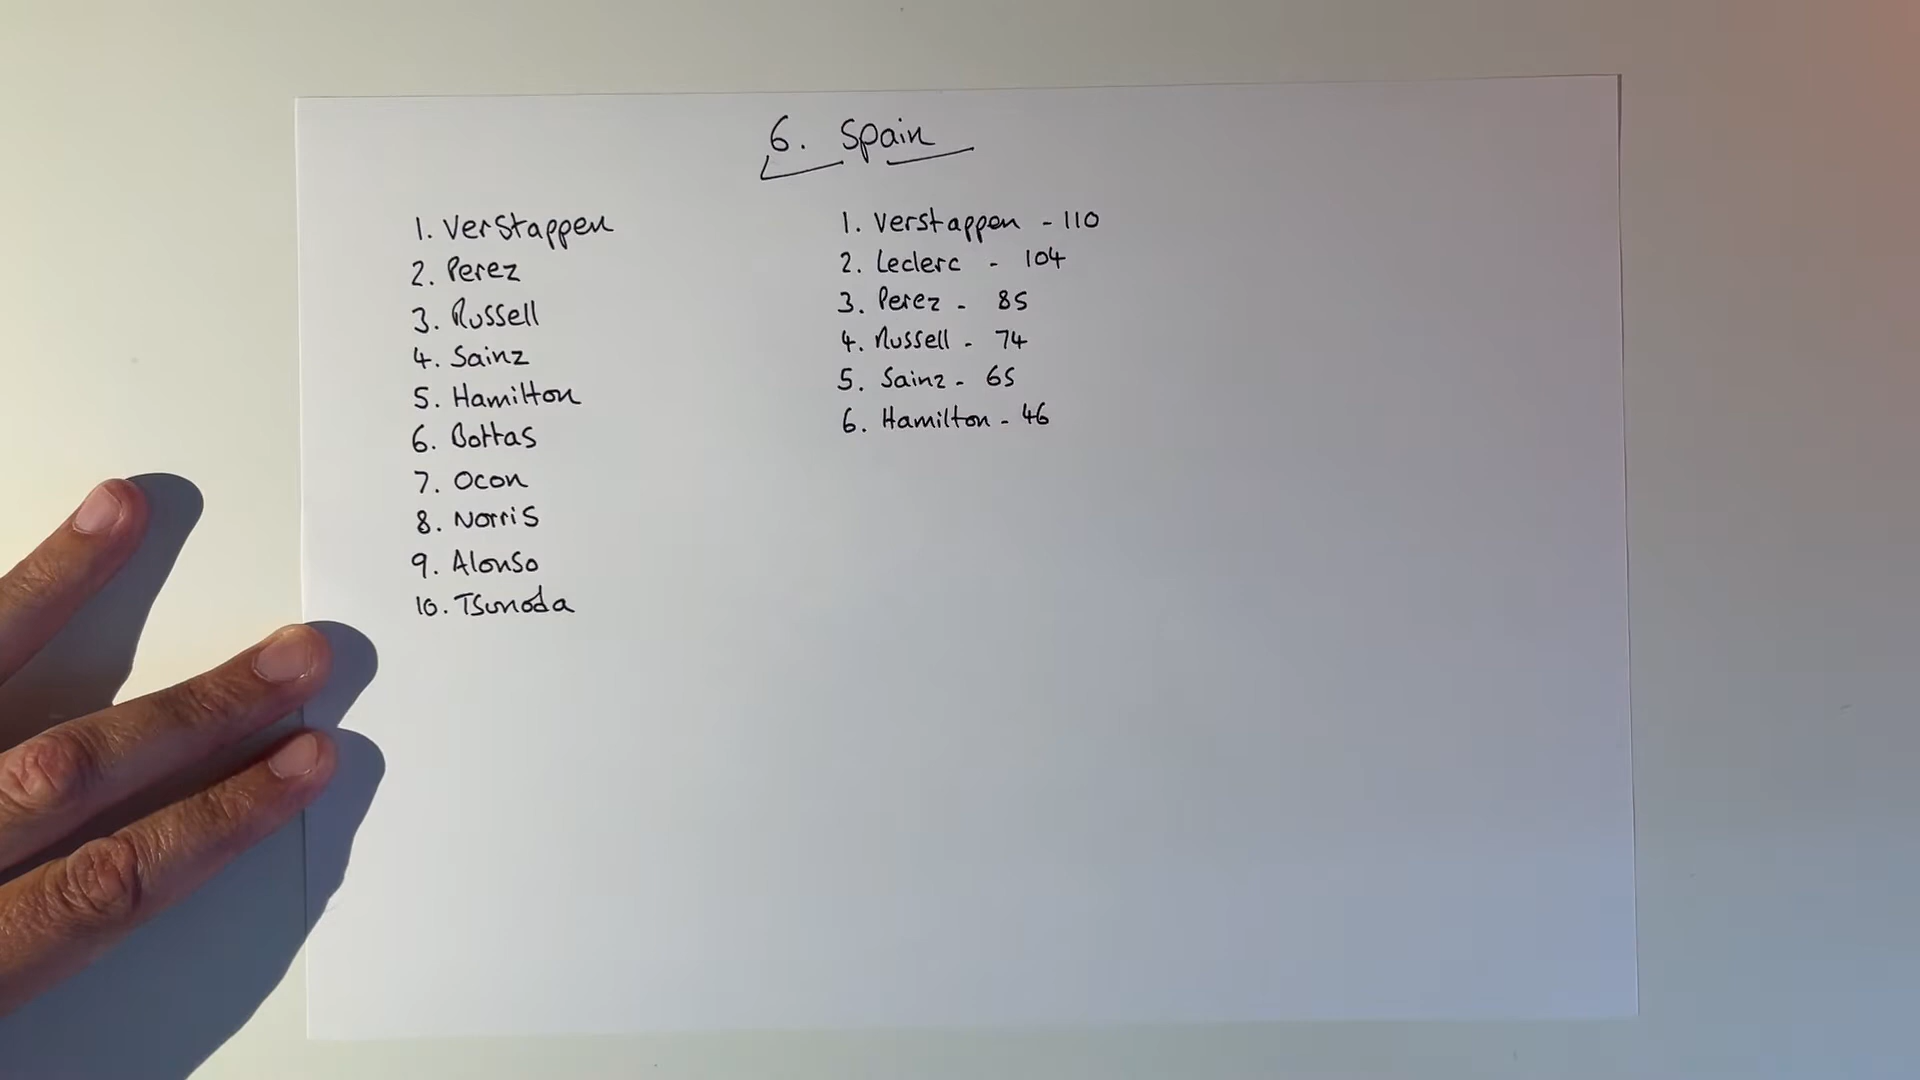 6. Spain
1. Verstappen
2. Perez
3. Russell
4. Sainz
5. Hamilton
6. Bottas
7. Ocon
8. Norris
9. Alonso
10. Tsunoda
1. Verstappen - 110
2. Leclerc - 104
3. Perez - 85
4. Russell - 74
5. Sainz - 65
6. Hamilton - 46